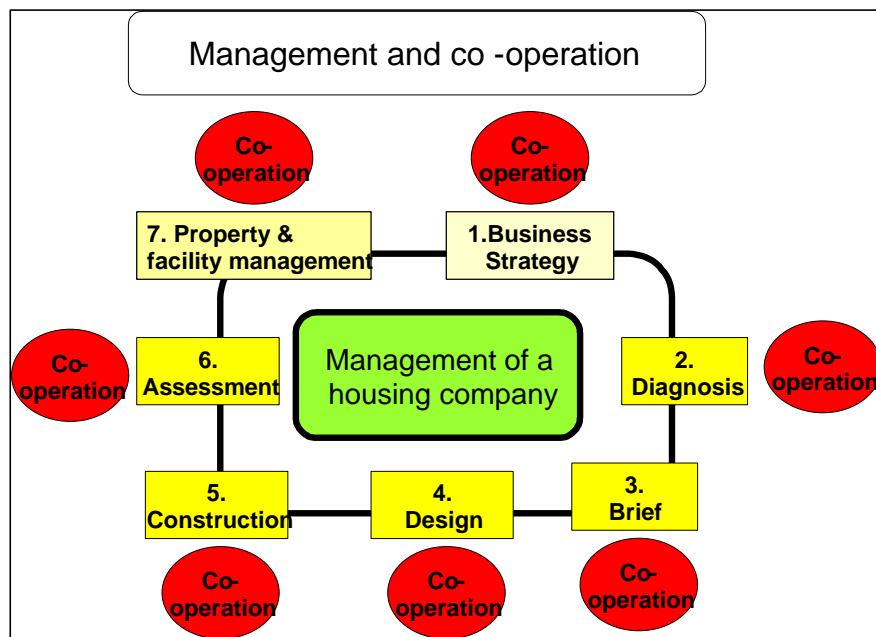 Management and co -operation
Co-
operation
Co-
operation
7. Property &
facility management
1.Business
Strategy
Co-
operation
6.
Assessment
Management of a
housing company
2.
Diagnosis
Co-
operation
5.
Construction
4.
Design
3.
Brief
Co-
operation
Co-
operation
Co-
operation